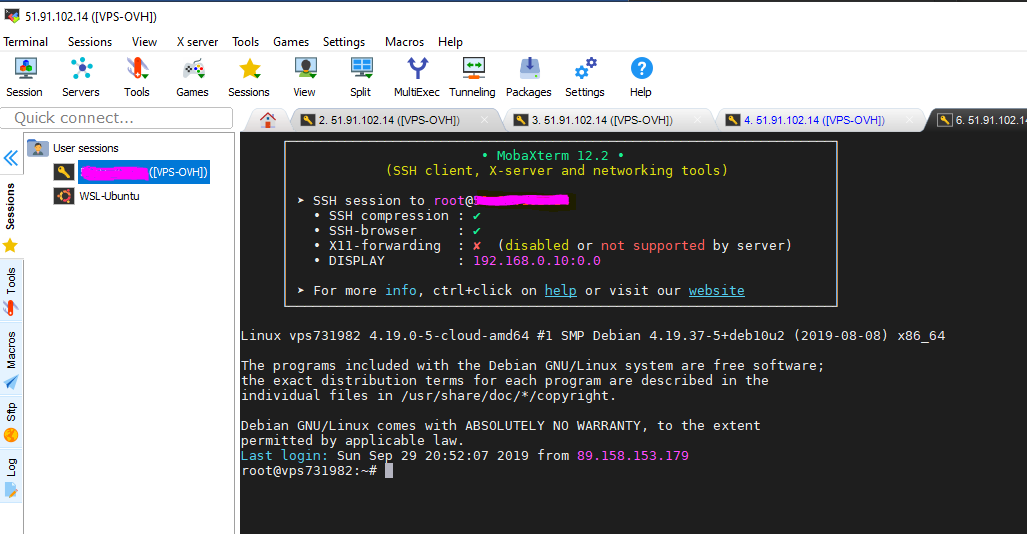 51.91.102.14 ([VPS-OVH])
Terminal Sessions View X server Tools Games Settings Macros Help
Session Servers Tools Games Sessions View Split MultiExec Tunneling Packages Settings Help
Quick connect...
2. 51.91.102.14 ([VPS-OVH]) 3. 51.91.102.14 ([VPS-OVH]) 4. 51.91.102.14 ([VPS-OVH]) 6. 51.91.102.14
User sessions
([VPS-OVH])
WSL-Ubuntu
Sessions
Tools
Macros
Sftp
Log
• MobaXterm 12.2 •
(SSH client, X-server and networking tools)
➤ SSH session to root@
• SSH compression : ✔
• SSH-browser : ✔
• X11-forwarding : ✘ (disabled or not supported by server)
• DISPLAY : 192.168.0.10:0.0
➤ For more info, ctrl+click on help or visit our website
Linux vps731982 4.19.0-5-cloud-amd64 #1 SMP Debian 4.19.37-5+deb10u2 (2019-08-08) x86_64
The programs included with the Debian GNU/Linux system are free software;
the exact distribution terms for each program are described in the
individual files in /usr/share/doc/*/copyright.
Debian GNU/Linux comes with ABSOLUTELY NO WARRANTY, to the extent
permitted by applicable law.
Last login: Sun Sep 29 20:52:07 2019 from 89.158.153.179
root@vps731982:~#